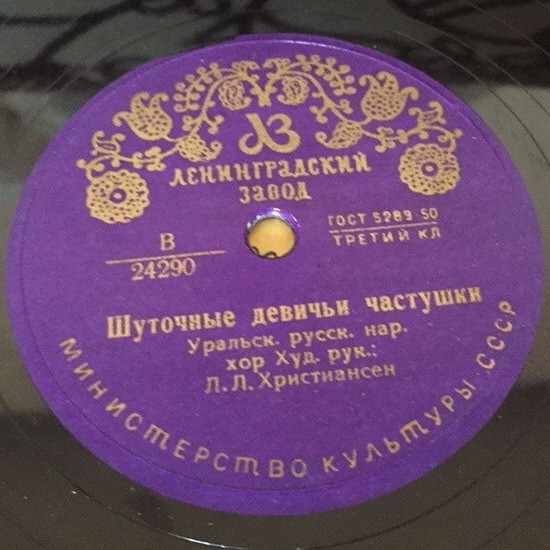 ЛЗ
ЛЕНИНГРАДСКИЙ
ЗАВОД
В
24290
ГОСТ 5289 50
ТРЕТИЙ КЛ
Шуточные девичьи частушки
Уральск. русск. нар.
хор Худ. рук.:
Л. Л. Христиансен
МИНИСТЕРСТВО КУЛЬТУРЫ СССР